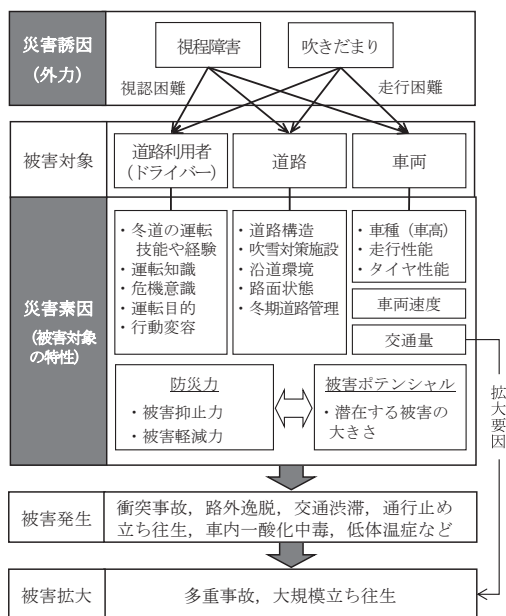 災害誘因
（外力）
視程障害
吹きだまり
視認困難
走行困難
被害対象
道路利用者
（ドライバー）
道路
車両
災害素因
（被害対象
の特性）
・冬道の運転
技能や経験
・運転知識
・危機意識
・運転目的
・行動変容
・道路構造
・吹雪対策施設
・沿道環境
・路面状態
・冬期道路管理
・車種（車高）
・走行性能
・タイヤ性能
車両速度
交通量
防災力
・被害抑止力
・被害軽減力
被害ポテンシャル
・潜在する被害の
大きさ
拡大要因
被害発生
衝突事故，路外逸脱，交通渋滞，通行止め
立ち往生，車内一酸化中毒，低体温症など
被害拡大
多重事故，大規模立ち往生